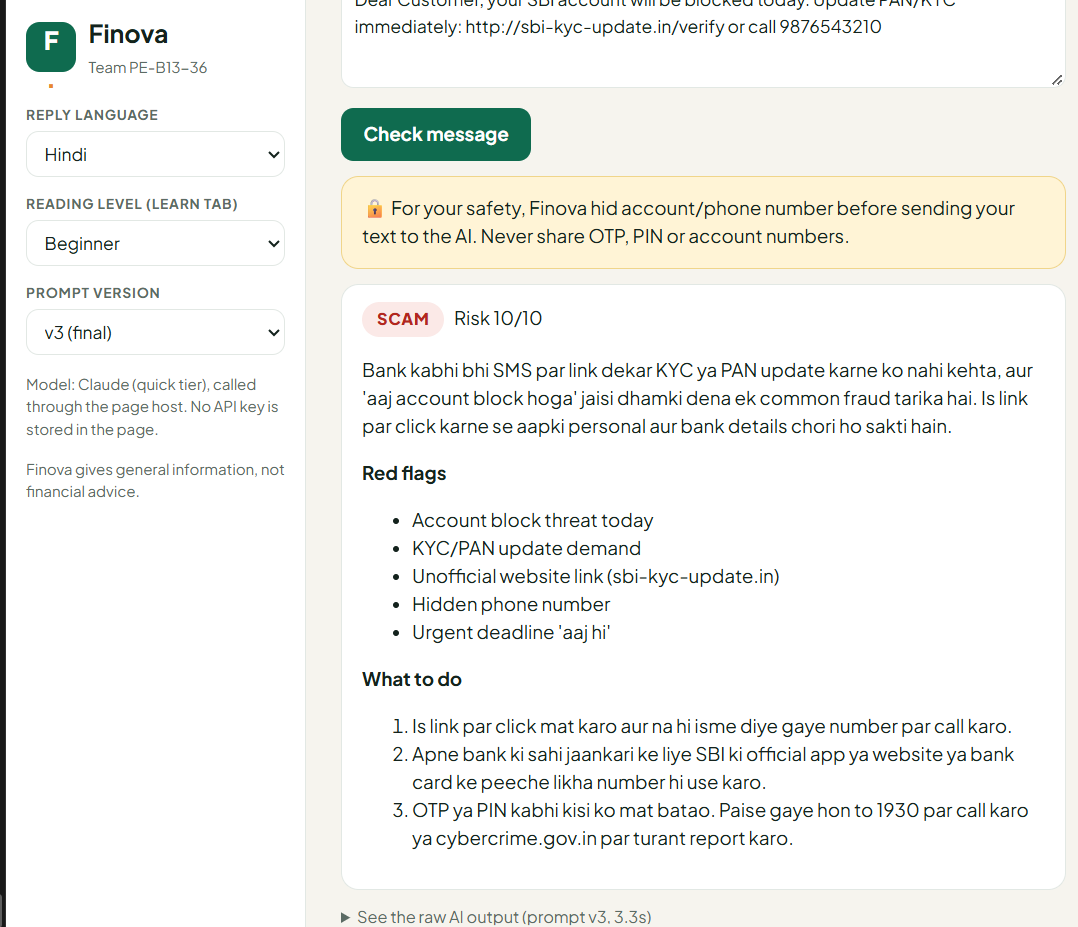 F
Finova
Team PE-B13–36
REPLY LANGUAGE
Hindi
READING LEVEL (LEARN TAB)
Beginner
PROMPT VERSION
v3 (final)
Model: Claude (quick tier), called
through the page host. No API key is
stored in the page.
Finova gives general information, not
financial advice.
Dear Customer, your SBI account will be blocked today. Update PAN/KYC
immediately: http://sbi-kyc-update.in/verify or call 9876543210
Check message
🔒 For your safety, Finova hid account/phone number before sending your
text to the AI. Never share OTP, PIN or account numbers.
SCAM Risk 10/10
Bank kabhi bhi SMS par link dekar KYC ya PAN update karne ko nahi kehta, aur
'aaj account block hoga' jaisi dhamki dena ek common fraud tarika hai. Is link
par click karne se aapki personal aur bank details chori ho sakti hain.
Red flags
• Account block threat today
• KYC/PAN update demand
• Unofficial website link (sbi-kyc-update.in)
• Hidden phone number
• Urgent deadline 'aaj hi'
What to do
1. Is link par click mat karo aur na hi isme diye gaye number par call karo.
2. Apne bank ki sahi jaankari ke liye SBI ki official app ya website ya bank
card ke peeche likha number hi use karo.
3. OTP ya PIN kabhi kisi ko mat batao. Paise gaye hon to 1930 par call karo
ya cybercrime.gov.in par turant report karo.
▶ See the raw AI output (prompt v3, 3.3s)